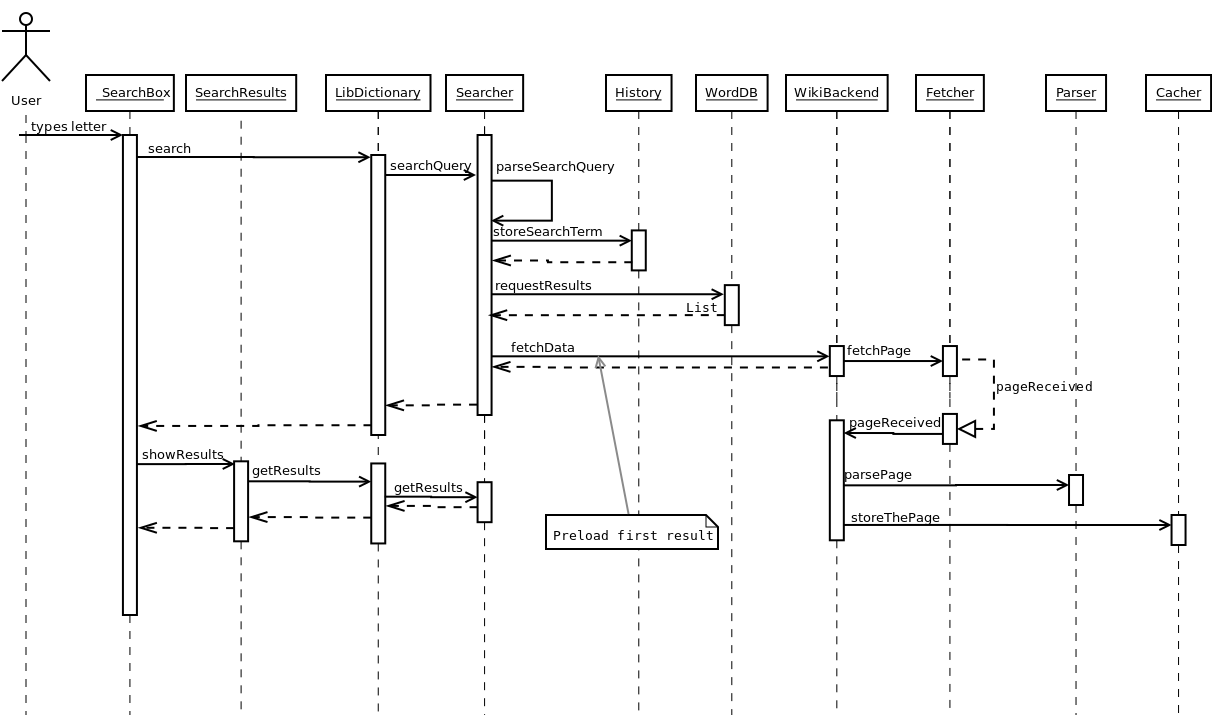 User
SearchBox
SearchResults
LibDictionary
Searcher
History
WordDB
WikiBackend
Fetcher
Parser
Cacher
types letter
search
searchQuery
parseSearchQuery
storeSearchTerm
requestResults
List
fetchData
fetchPage
pageReceived
pageReceived
showResults
getResults
parsePage
getResults
storeThePage
Preload first result